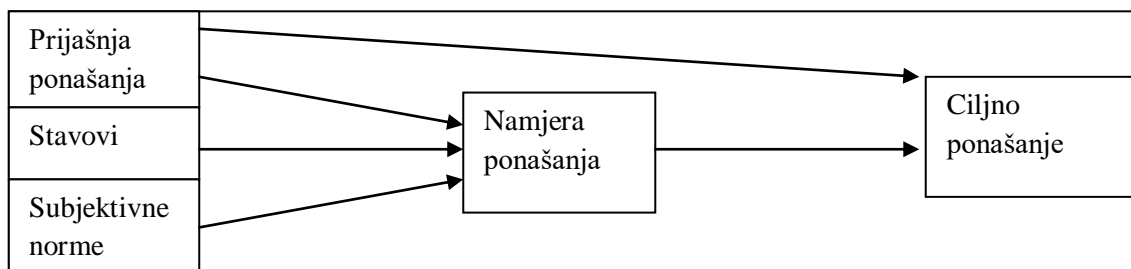 Prijašnja
ponašanja
Stavovi
Subjektivne
norme
Namjera
ponašanja
Ciljno
ponašanje